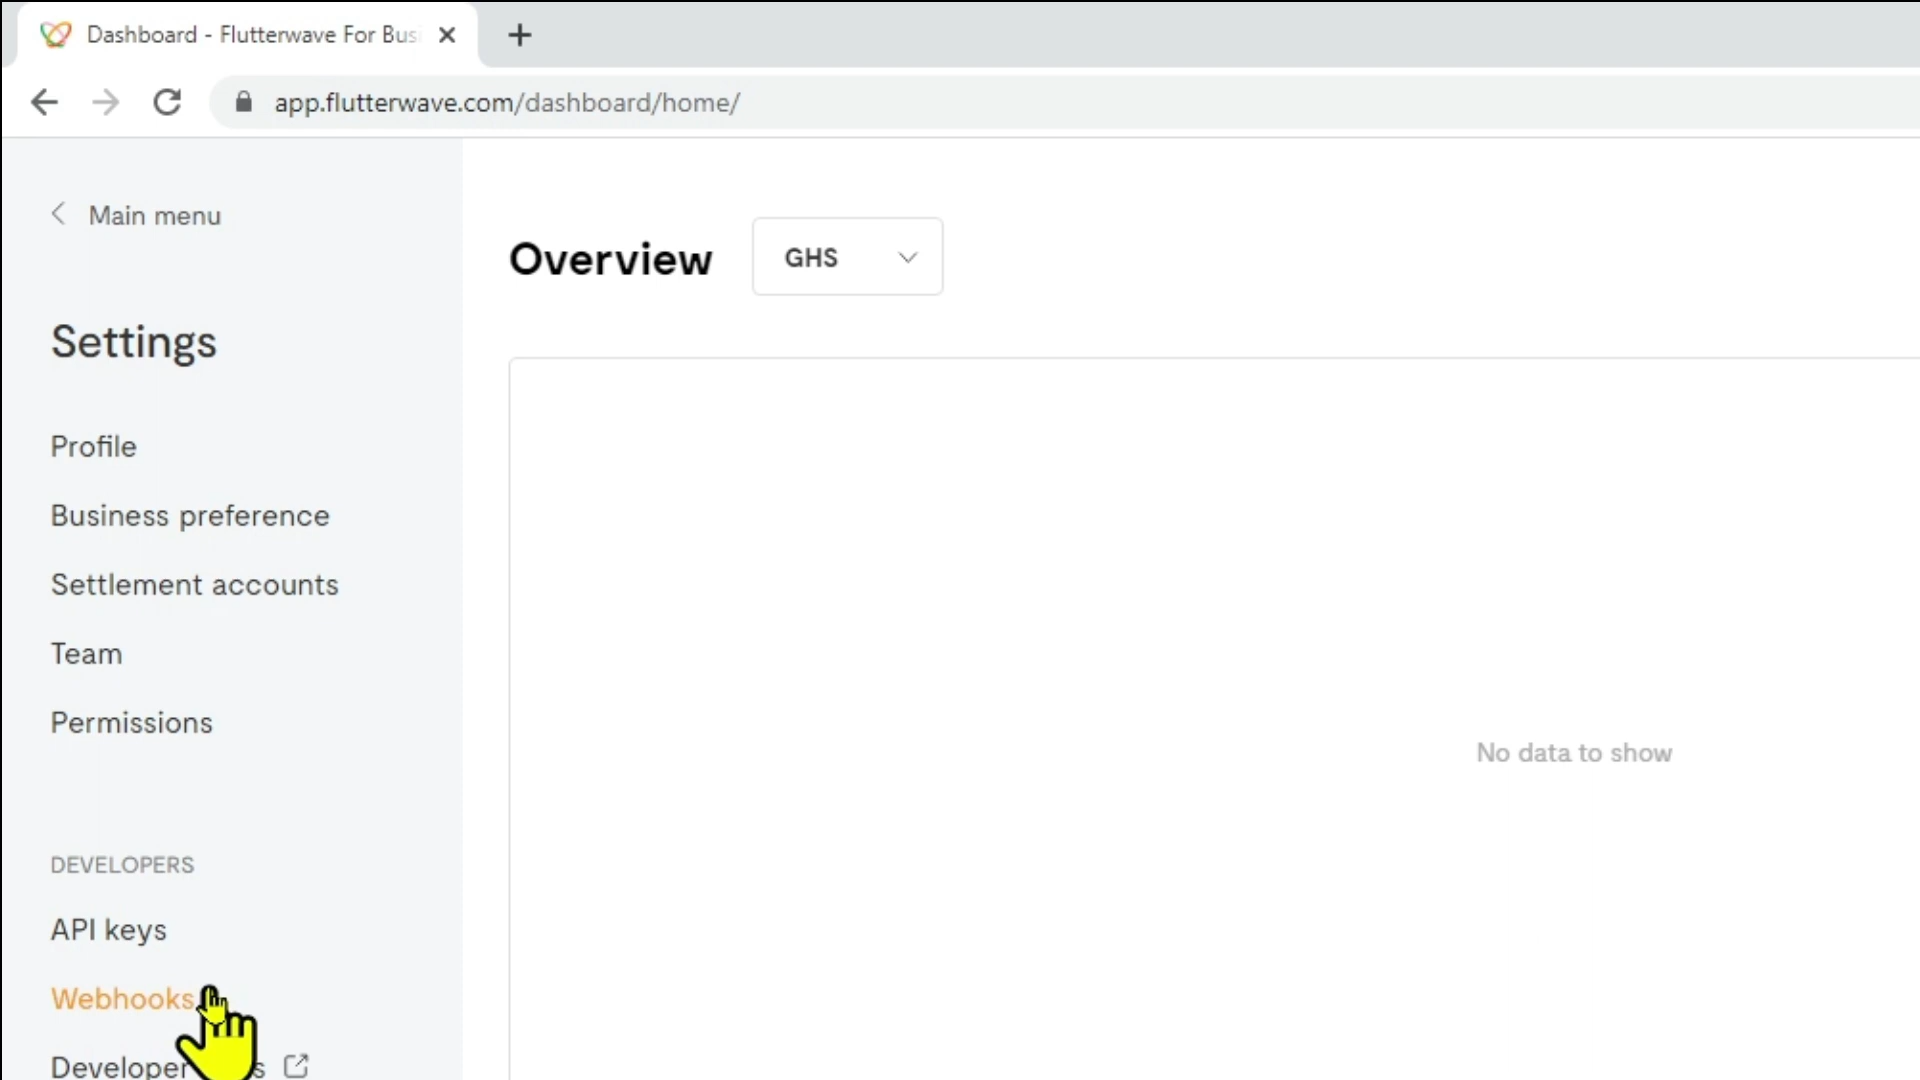 Dashboard - Flutterwave For Bus
app.flutterwave.com/dashboard/home/
Main menu
Overview
GHS
Settings
Profile
Business preference
Settlement accounts
Team
Permissions
No data to show
DEVELOPERS
API keys
Webhooks
Developer